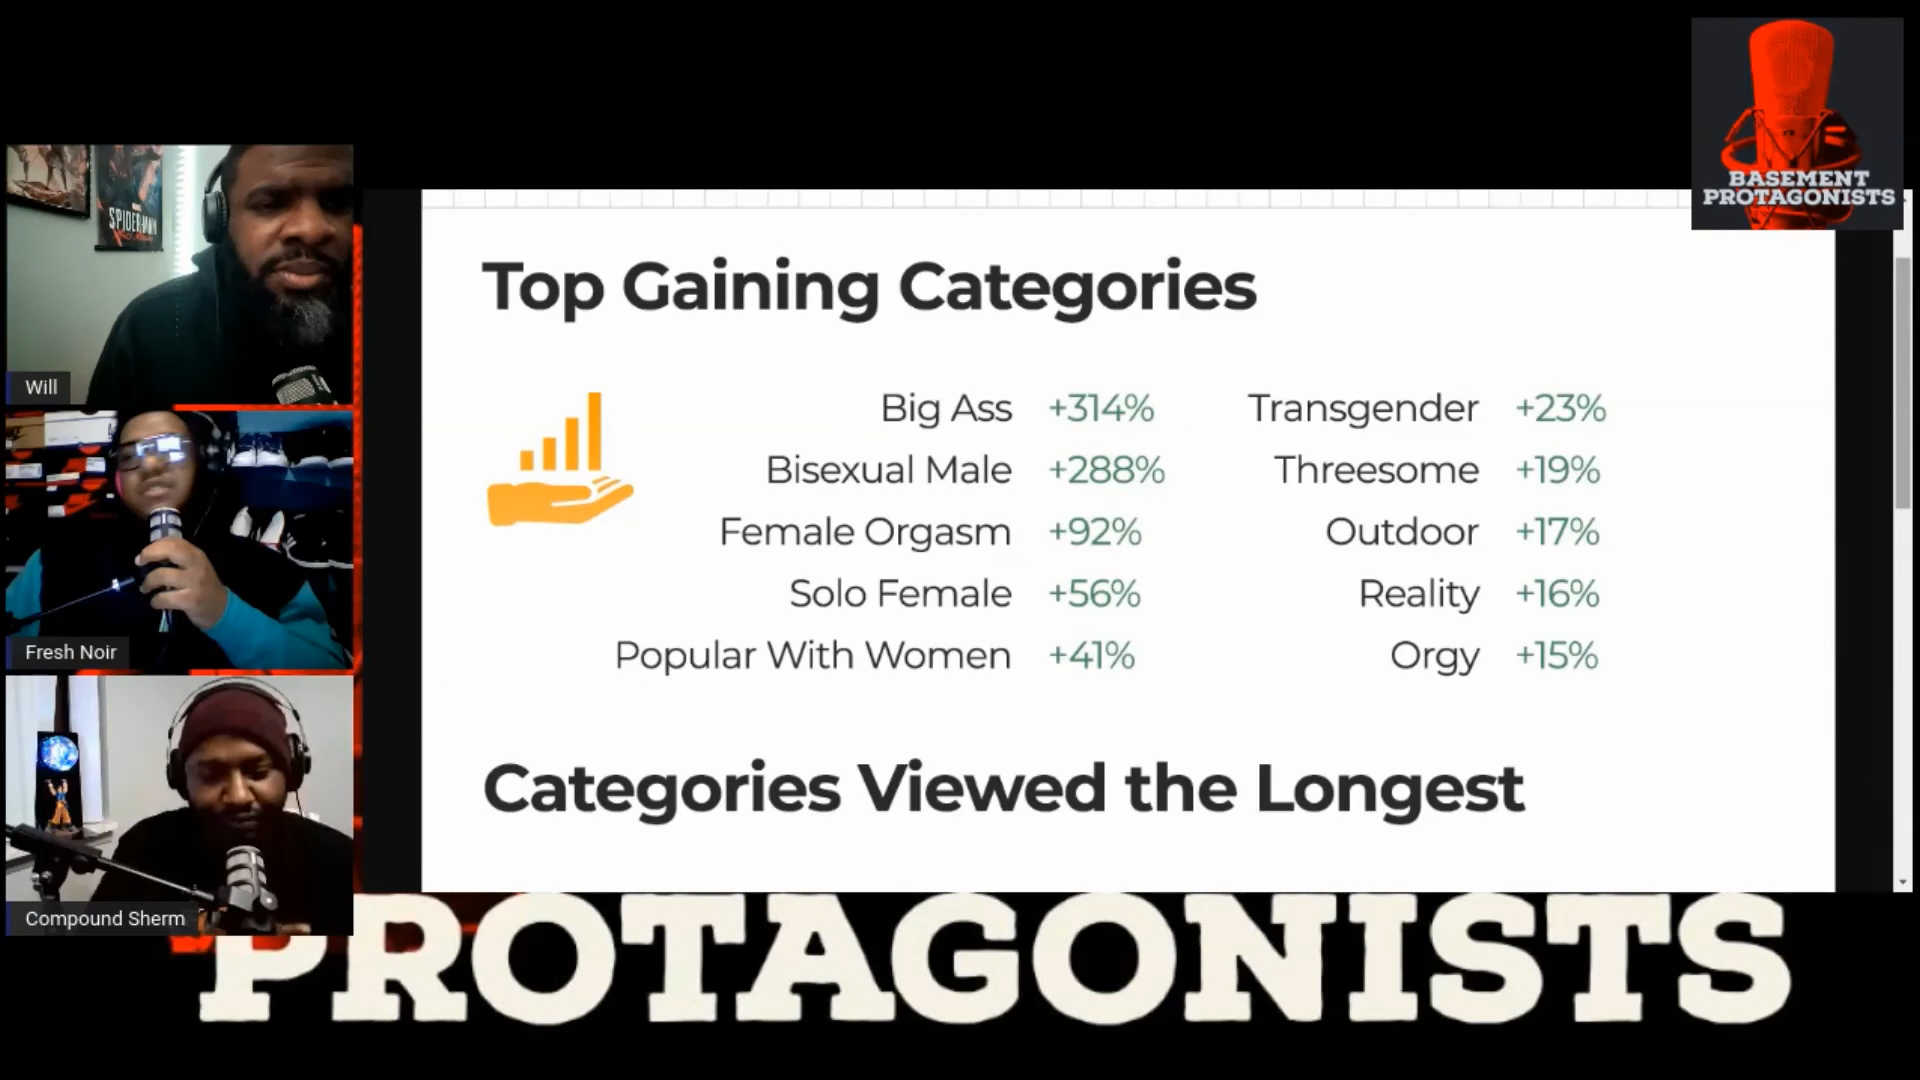 BASEMENT
PROTAGONISTS
SPIDER-MAN
Will
Fresh Noir
Compound Sherm
Top Gaining Categories
Big Ass +314%
Bisexual Male +288%
Female Orgasm +92%
Solo Female +56%
Popular With Women +41%
Transgender +23%
Threesome +19%
Outdoor +17%
Reality +16%
Orgy +15%
Categories Viewed the Longest
PROTAGONISTS